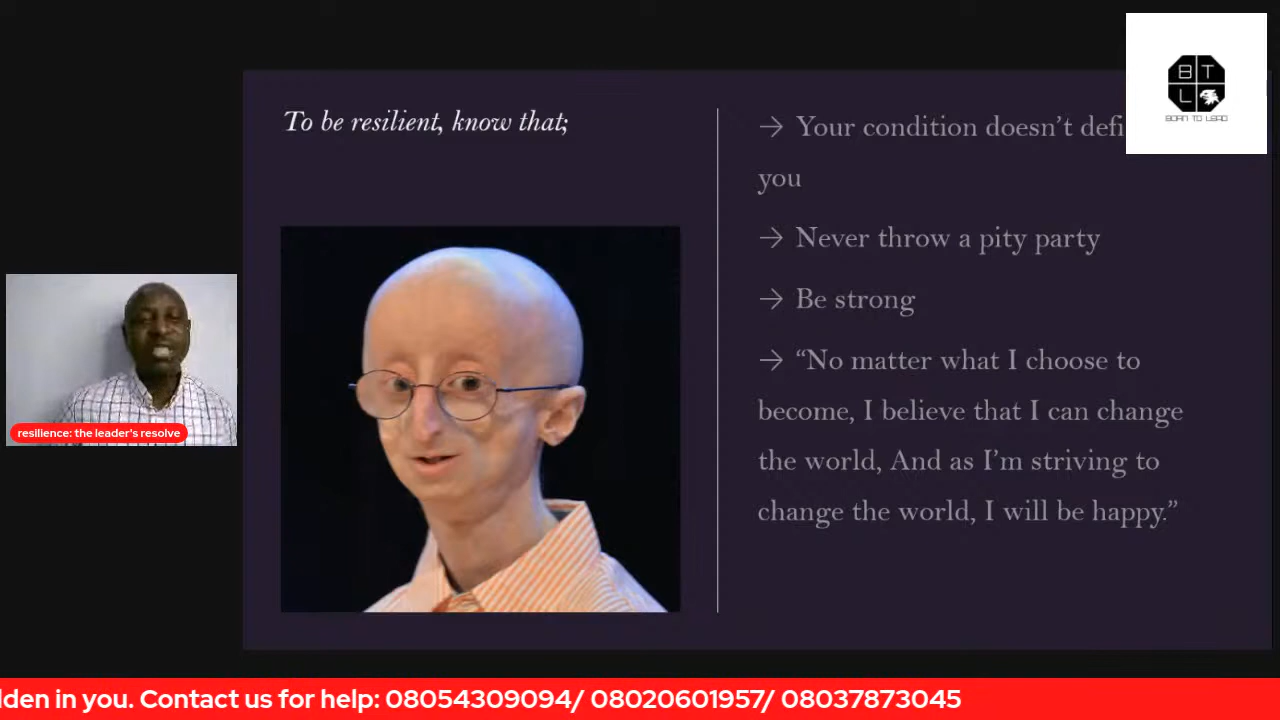 To be resilient, know that;
→ Your condition doesn’t
you
→ Never throw a pity party
→ Be strong
→ “No matter what I choose to
become, I believe that I can change
the world, And as I’m striving to
change the world, I will be happy.”
BTL
BORN TO LEAD
resilience: the leader's resolve
in you. Contact us for help: 08054309094/ 08020601957/ 08037873045